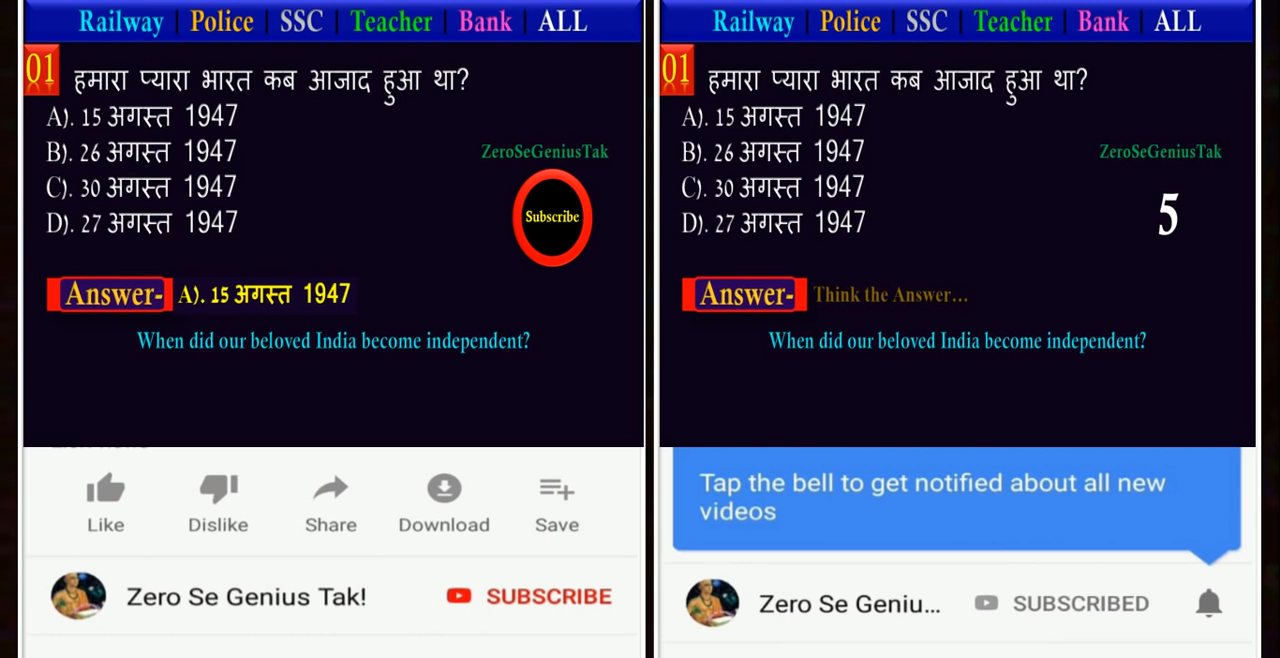 Railway | Police | SSC | Teacher | Bank | ALL
01 हमारा प्यारा भारत कब आजाद हुआ था?
A). 15 अगस्त 1947
B). 26 अगस्त 1947
ZeroSeGeniusTak
C). 30 अगस्त 1947
D). 27 अगस्त 1947
Subscribe
Answer- A). 15 अगस्त 1947
When did our beloved India become independent?
Like Dislike Share Download Save
Zero Se Genius Tak! SUBSCRIBE
Railway | Police | SSC | Teacher | Bank | ALL
01 हमारा प्यारा भारत कब आजाद हुआ था?
A). 15 अगस्त 1947
B). 26 अगस्त 1947
ZeroSeGeniusTak
C). 30 अगस्त 1947
D). 27 अगस्त 1947
5
Answer- Think the Answer...
When did our beloved India become independent?
Tap the bell to get notified about all new
videos
Zero Se Geniu... SUBSCRIBED